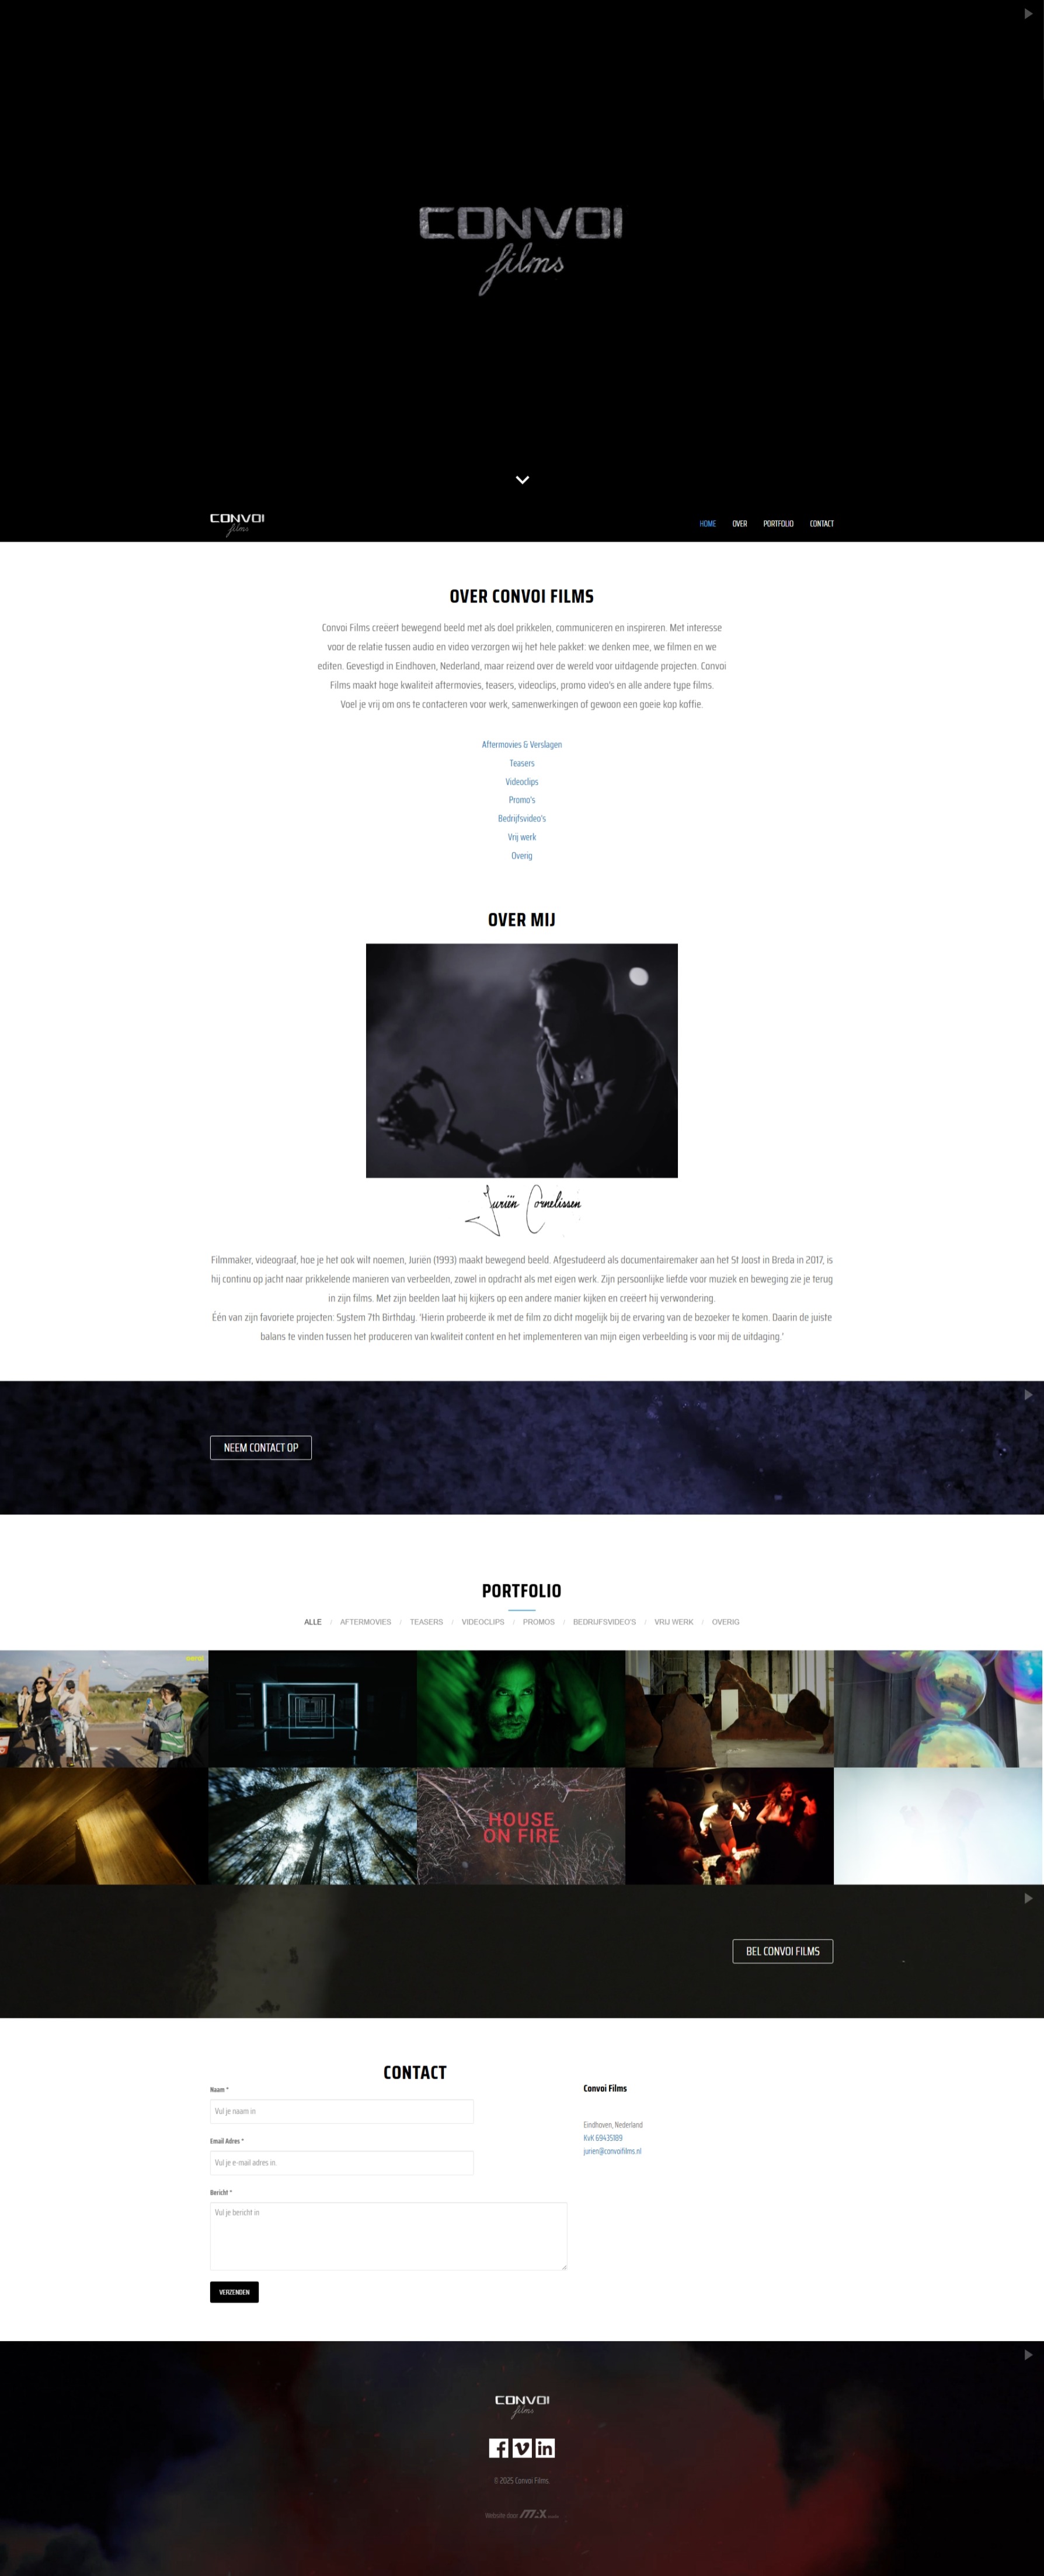 CONVOI
films
CONVOI
films
HOME OVER PORTFOLIO CONTACT
OVER CONVOI FILMS
Convoi Films creëert bewegend beeld met als doel prikkelen, communiceren en inspireren. Met interesse
voor de relatie tussen audio en video verzorgen wij het hele pakket: we denken mee, we filmen en we
editen. Gevestigd in Eindhoven, Nederland, maar reizend over de wereld voor uitdagende projecten. Convoi
Films maakt hoge kwaliteit aftermovies, teasers, videoclips, promo video's en alle andere type films.
Voel je vrij om ons te contacteren voor werk, samenwerkingen of gewoon een goeie kop koffie.
Aftermovies & Verslagen
Teasers
Videoclips
Promo's
Bedrijfsvideo's
Vrij werk
Overig
OVER MIJ
Juriën Cornelissen
Filmmaker, videograaf, hoe je het ook wilt noemen, Juriën (1993) maakt bewegend beeld. Afgestudeerd als documentairemaker aan het St Joost in Breda in 2017, is
hij continu op jacht naar prikkelende manieren van verbeelden, zowel in opdracht als met eigen werk. Zijn persoonlijke liefde voor muziek en beweging zie je terug
in zijn films. Met zijn beelden laat hij kijkers op een andere manier kijken en creëert hij verwondering.
Één van zijn favoriete projecten: System 7th Birthday. 'Hierin probeerde ik met de film zo dicht mogelijk bij de ervaring van de bezoeker te komen. Daarin de juiste
balans te vinden tussen het produceren van kwaliteit content en het implementeren van mijn eigen verbeelding is voor mij de uitdaging.'
NEEM CONTACT OP
PORTFOLIO
ALLE / AFTERMOVIES / TEASERS / VIDEOCLIPS / PROMOS / BEDRIJFSVIDEO'S / VRIJ WERK / OVERIG
HOUSE
ON FIRE
BEL CONVOI FILMS
CONTACT
Naam *
Vul je naam in
Email Adres *
Vul je e-mail adres in.
Bericht *
Vul je bericht in
VERZENDEN
Convoi Films
Eindhoven, Nederland
KvK 69435189
jurien@convoifilms.nl
CONVOI
films
© 2025 Convoi Films.
Website door